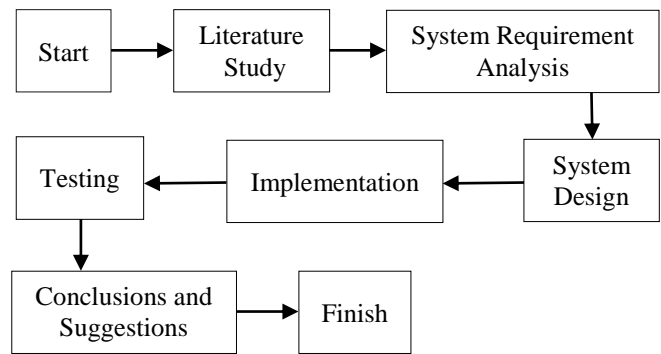 Start
Literature
Study
System Requirement
Analysis
System
Design
Implementation
Testing
Conclusions and
Suggestions
Finish